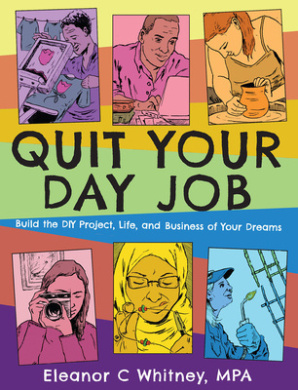 QUIT YOUR
DAY JOB
Build the DIY Project, Life, and Business of Your Dreams
Eleanor C Whitney, MPA